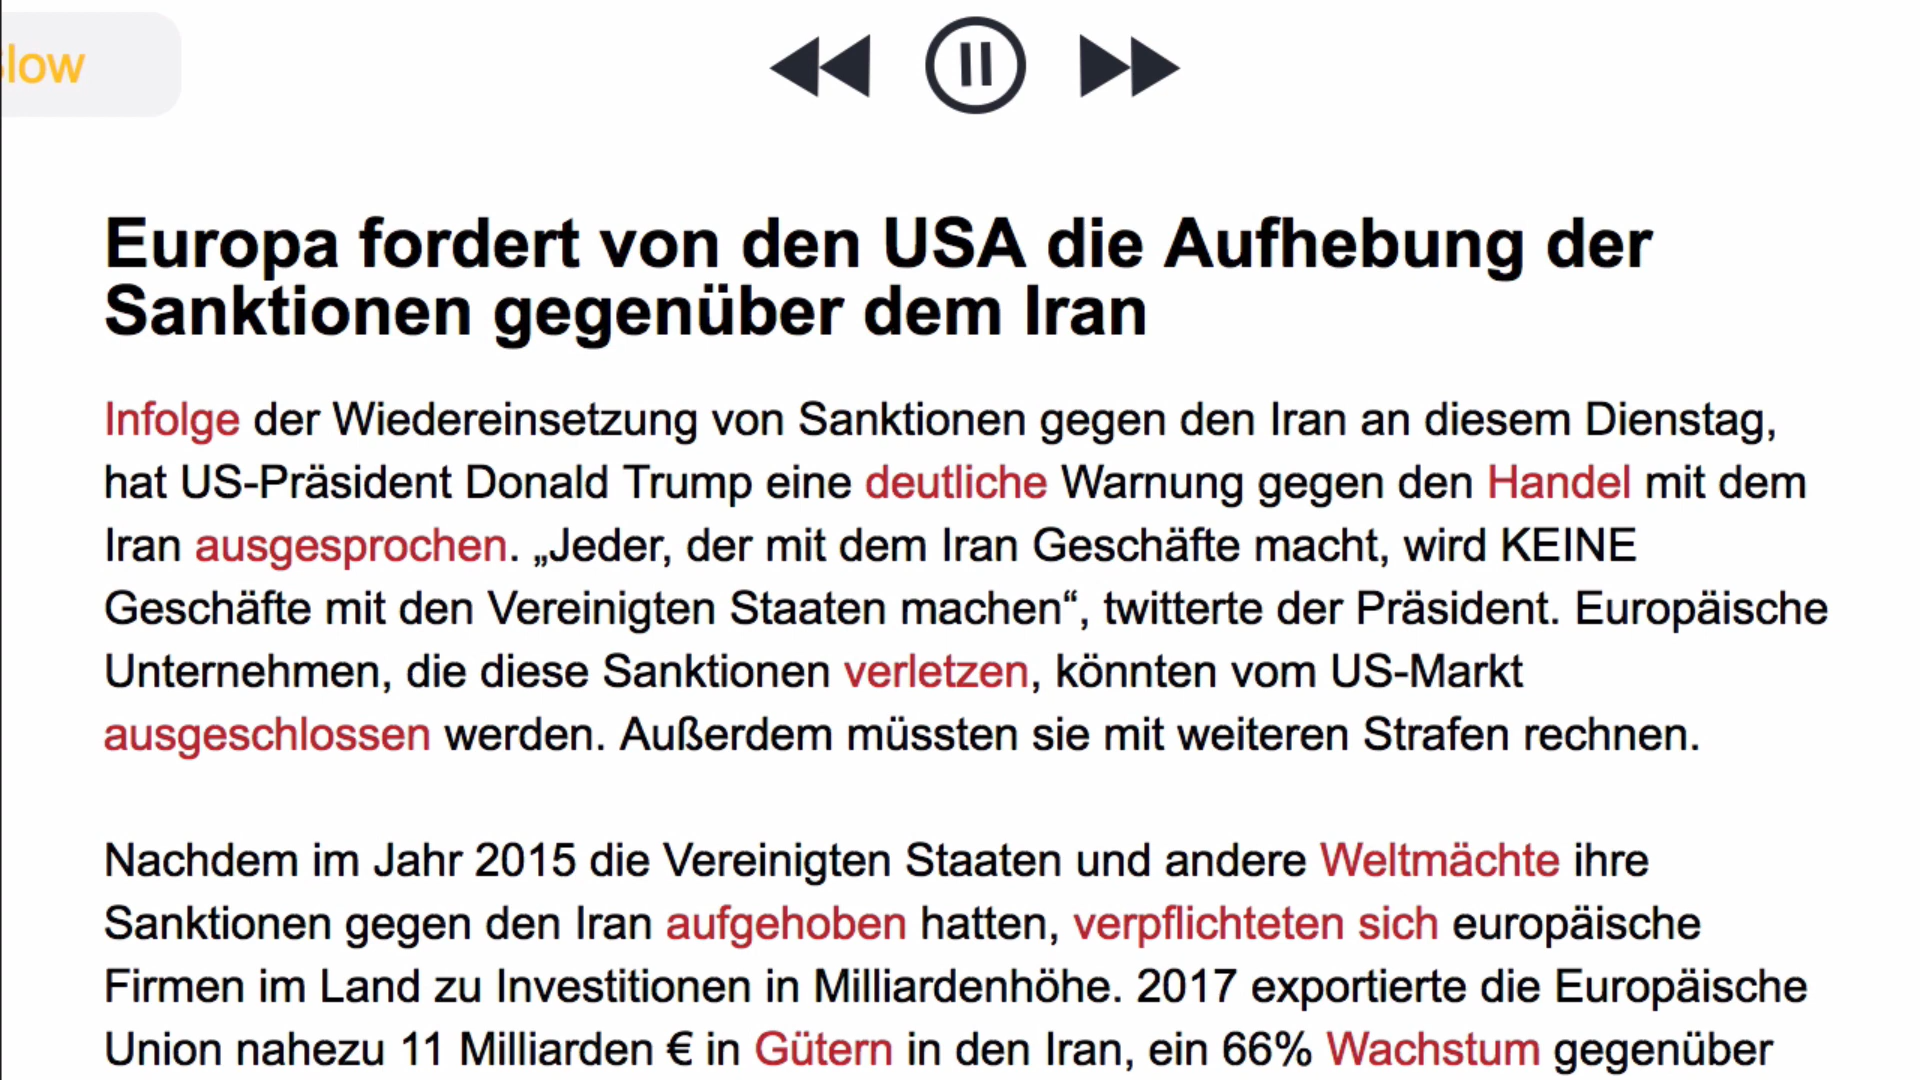 low
Europa fordert von den USA die Aufhebung der
Sanktionen gegenüber dem Iran
Infolge der Wiedereinsetzung von Sanktionen gegen den Iran an diesem Dienstag,
hat US-Präsident Donald Trump eine deutliche Warnung gegen den Handel mit dem
Iran ausgesprochen. „Jeder, der mit dem Iran Geschäfte macht, wird KEINE
Geschäfte mit den Vereinigten Staaten machen“, twitterte der Präsident. Europäische
Unternehmen, die diese Sanktionen verletzen, könnten vom US-Markt
ausgeschlossen werden. Außerdem müssten sie mit weiteren Strafen rechnen.
Nachdem im Jahr 2015 die Vereinigten Staaten und andere Weltmächte ihre
Sanktionen gegen den Iran aufgehoben hatten, verpflichteten sich europäische
Firmen im Land zu Investitionen in Milliardenhöhe. 2017 exportierte die Europäische
Union nahezu 11 Milliarden € in Gütern in den Iran, ein 66% Wachstum gegenüber